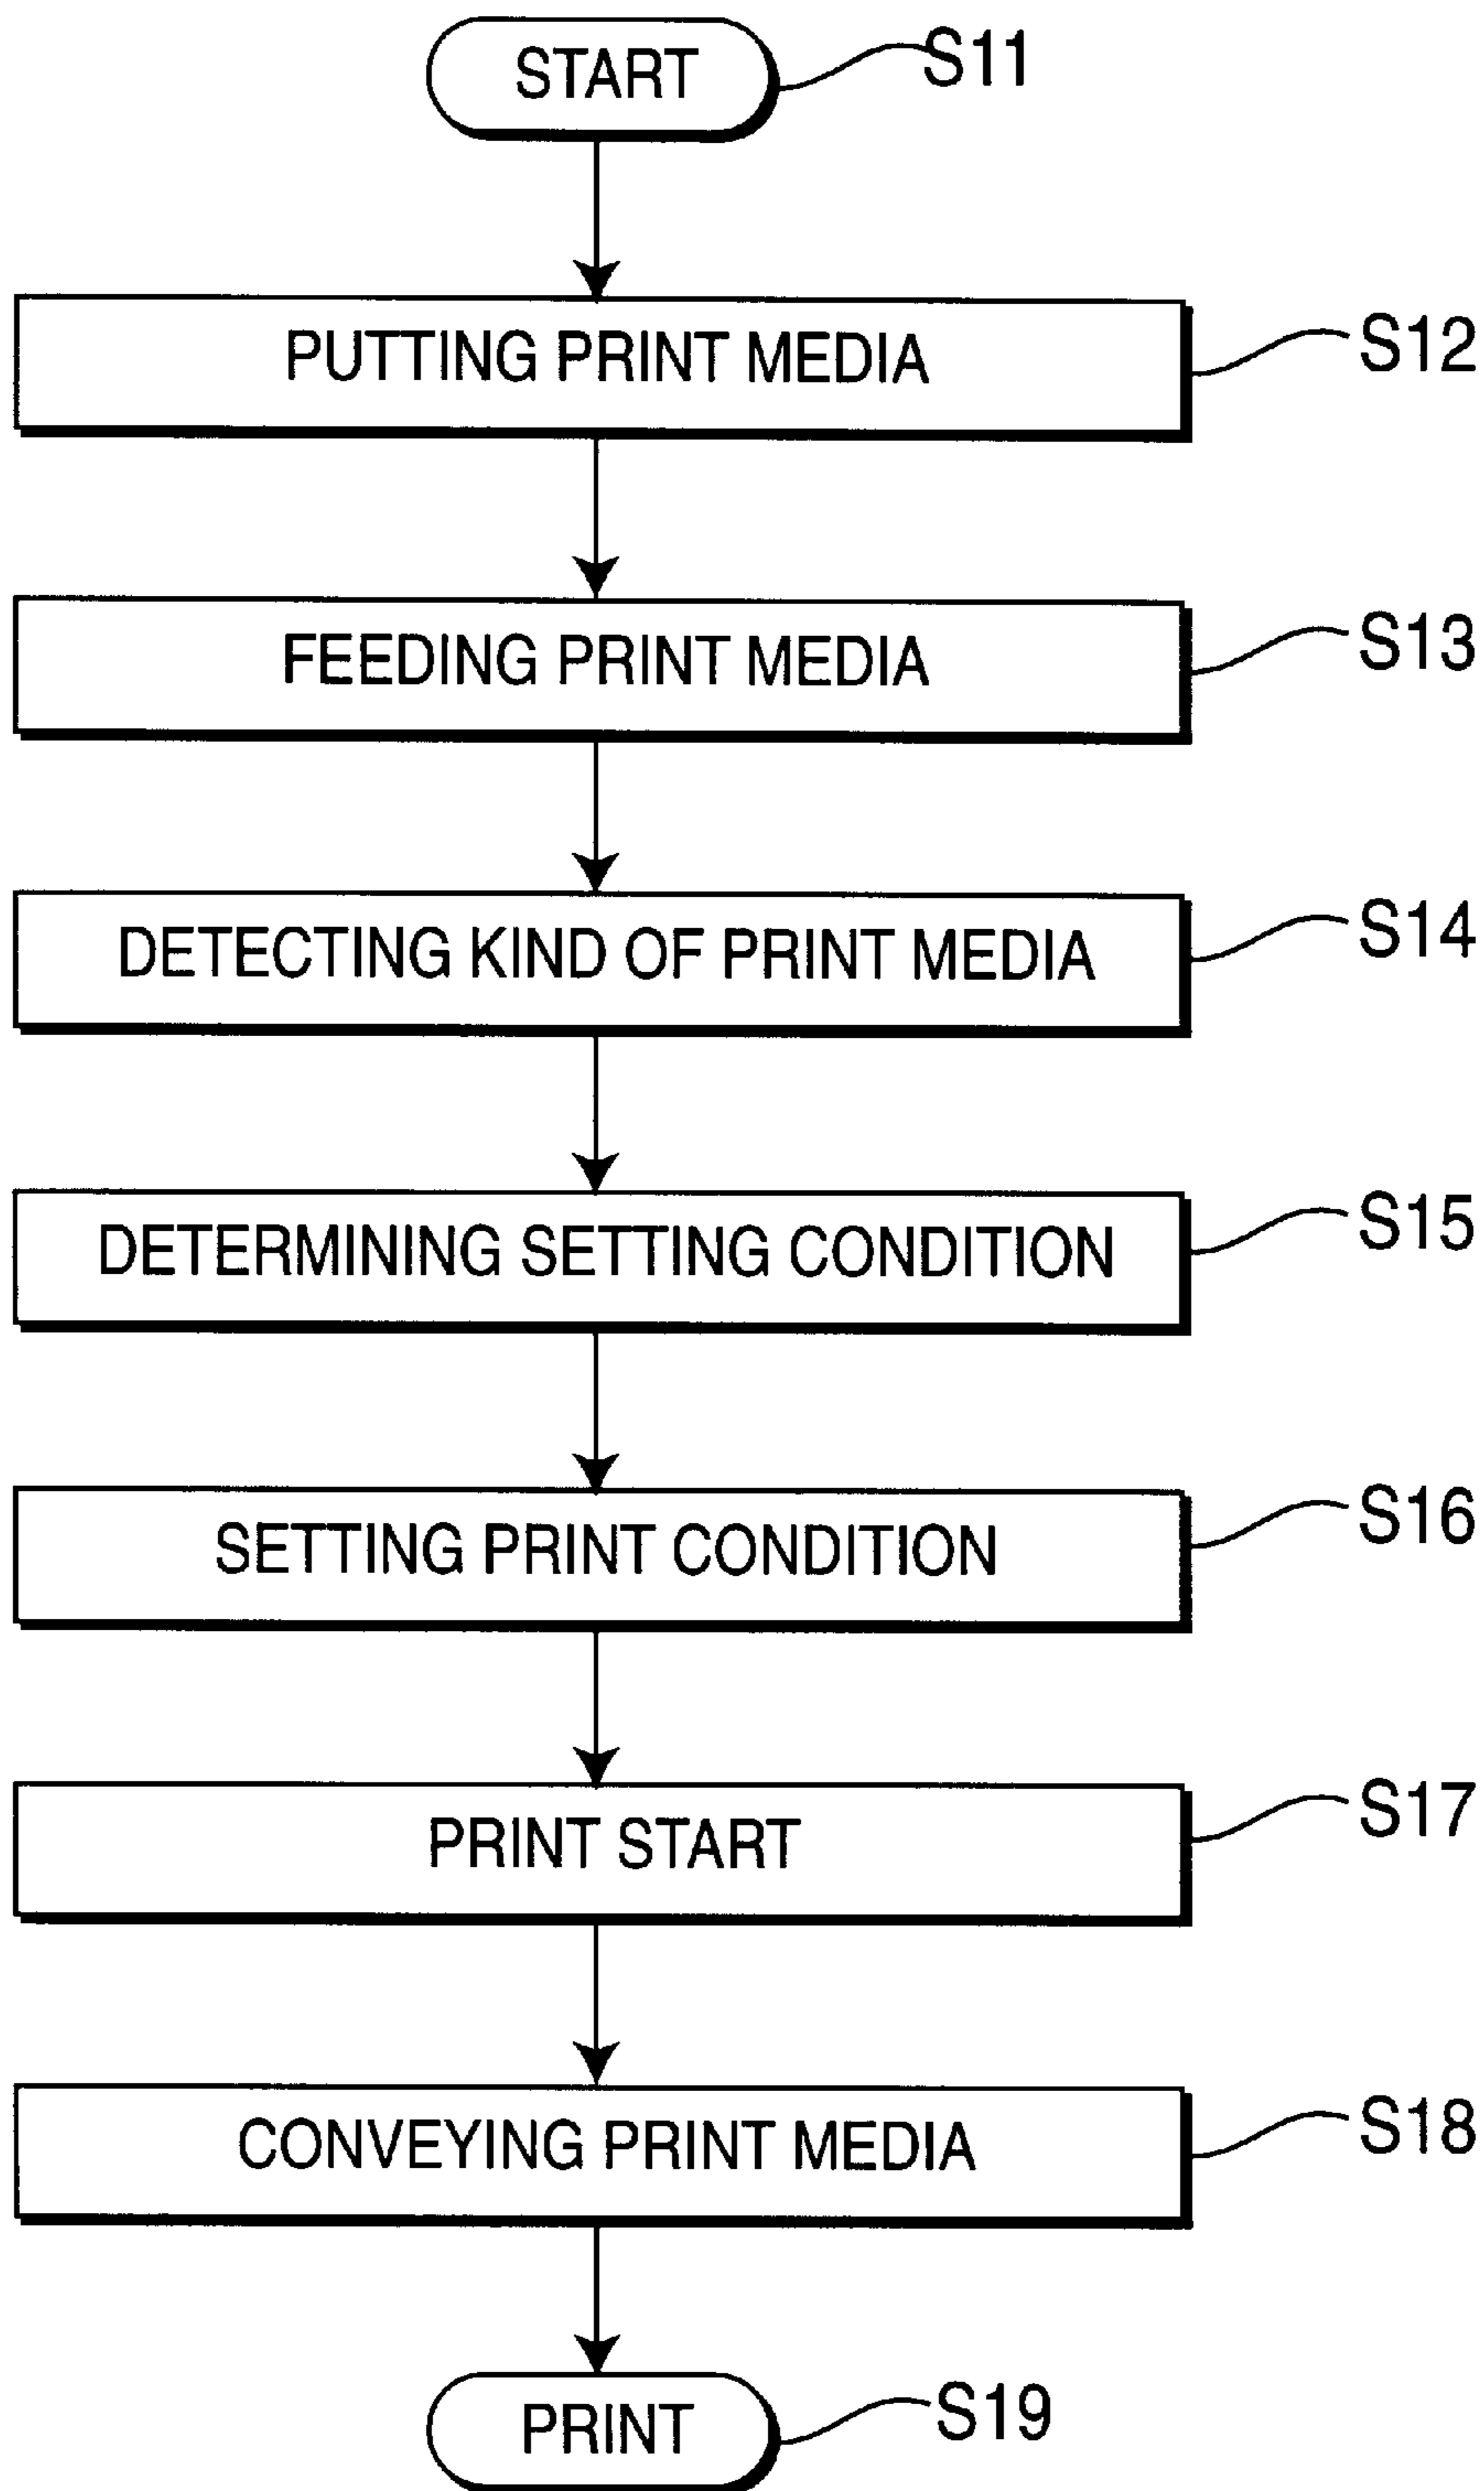 START
S11
PUTTING PRINT MEDIA
S12
FEEDING PRINT MEDIA
S13
DETECTING KIND OF PRINT MEDIA
S14
DETERMINING SETTING CONDITION
S15
SETTING PRINT CONDITION
S16
PRINT START
S17
CONVEYING PRINT MEDIA
S18
PRINT
S19